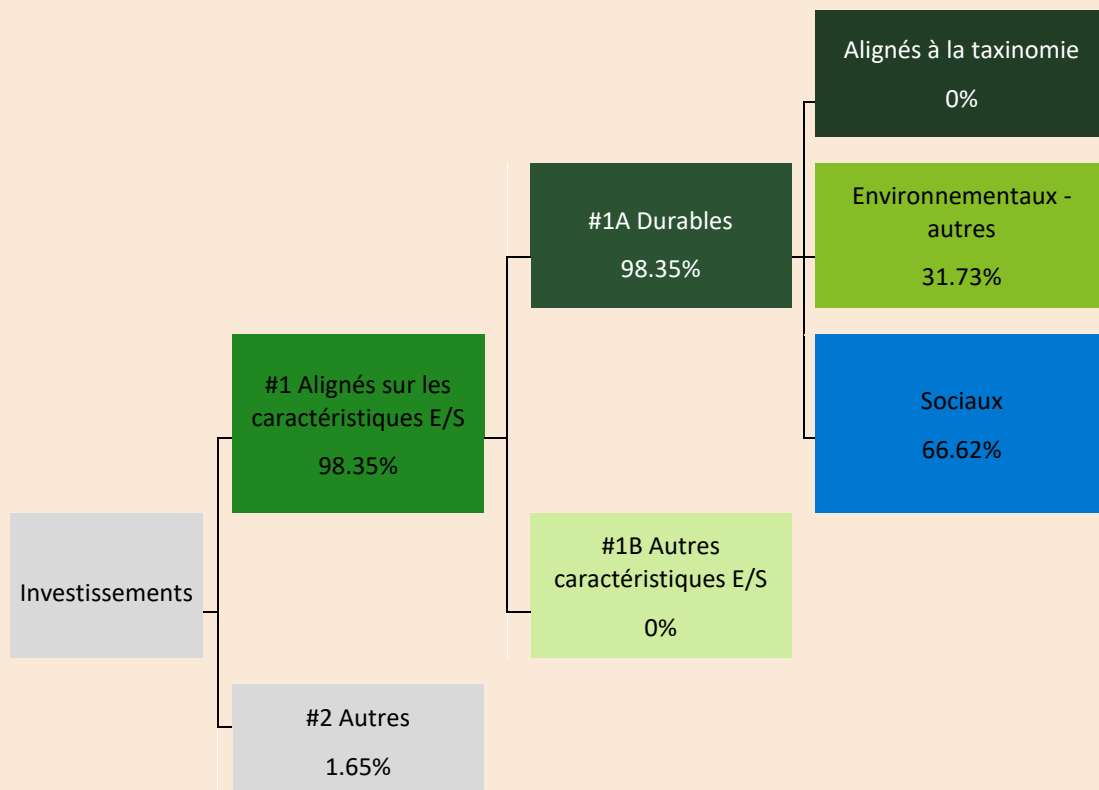 Alignés à la taxinomie
0%
Environnementaux -
autres
31.73%
#1A Durables
98.35%
Sociaux
66.62%
#1 Alignés sur les
caractéristiques E/S
98.35%
#1B Autres
caractéristiques E/S
0%
Investissements
#2 Autres
1.65%